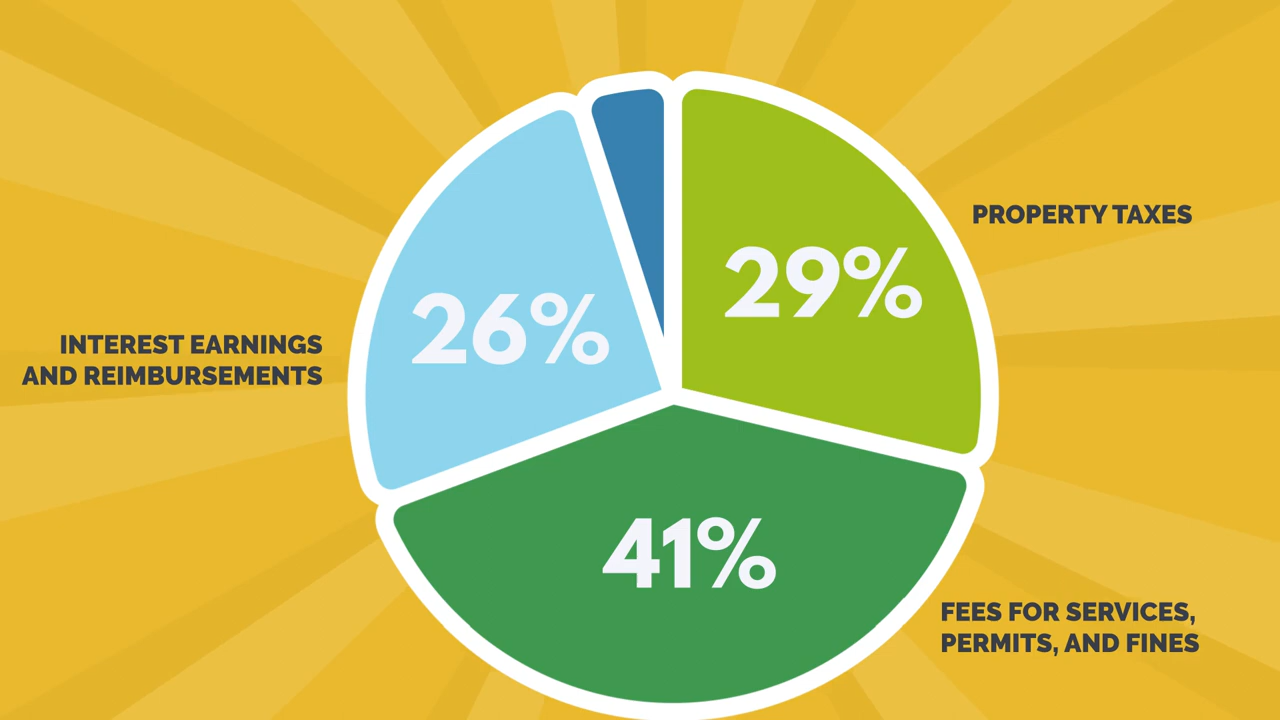 PROPERTY TAXES
29%
26%
INTEREST EARNINGS
AND REIMBURSEMENTS
41%
FEES FOR SERVICES,
PERMITS, AND FINES